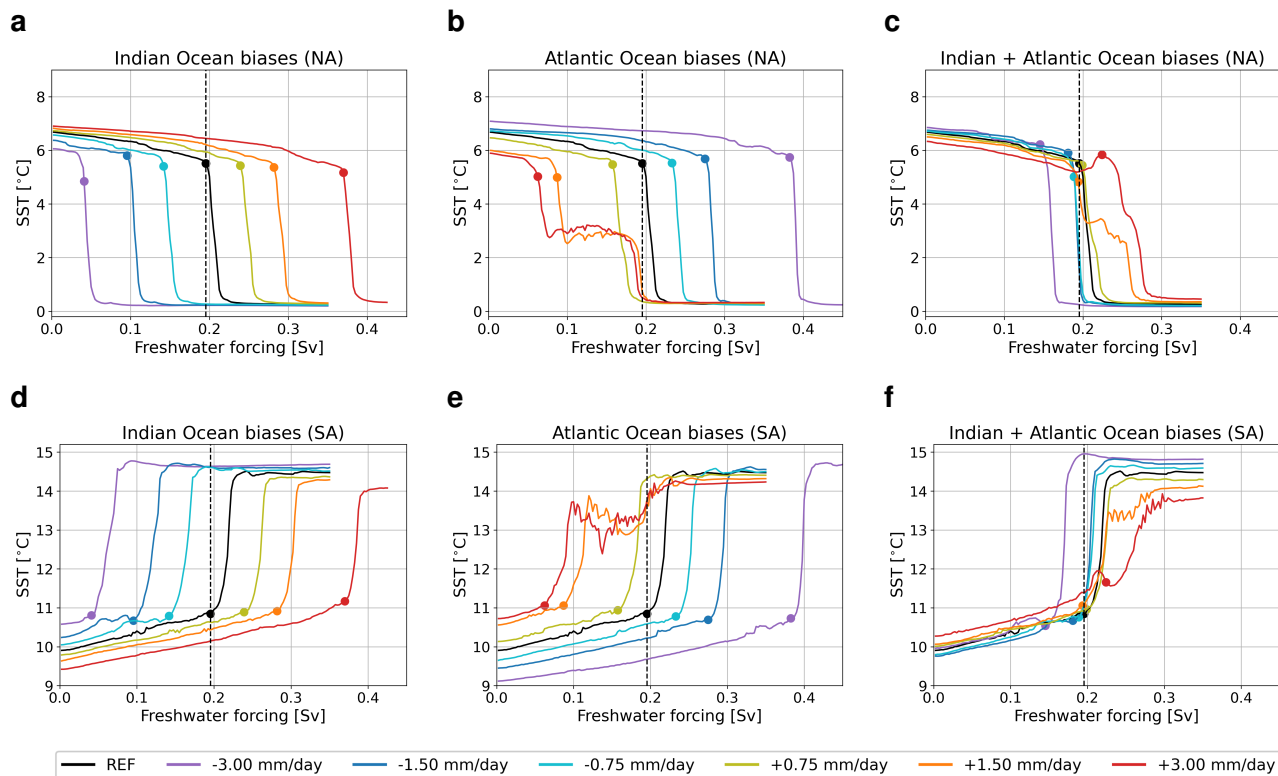 a b c
Indian Ocean biases (NA) Atlantic Ocean biases (NA) Indian + Atlantic Ocean biases (NA)
8 8 8
6 6 6
4 4 4
2 2 2
0 0 0
SST [°C] SST [°C] SST [°C]
0.0 0.1 0.2 0.3 0.4 0.0 0.1 0.2 0.3 0.4 0.0 0.1 0.2 0.3 0.4
Freshwater forcing [Sv] Freshwater forcing [Sv] Freshwater forcing [Sv]
d e f
Indian Ocean biases (SA) Atlantic Ocean biases (SA) Indian + Atlantic Ocean biases (SA)
15 15 15
14 14 14
13 13 13
12 12 12
11 11 11
10 10 10
9 9 9
SST [°C] SST [°C] SST [°C]
0.0 0.1 0.2 0.3 0.4 0.0 0.1 0.2 0.3 0.4 0.0 0.1 0.2 0.3 0.4
Freshwater forcing [Sv] Freshwater forcing [Sv] Freshwater forcing [Sv]
REF -3.00 mm/day -1.50 mm/day -0.75 mm/day +0.75 mm/day +1.50 mm/day +3.00 mm/day